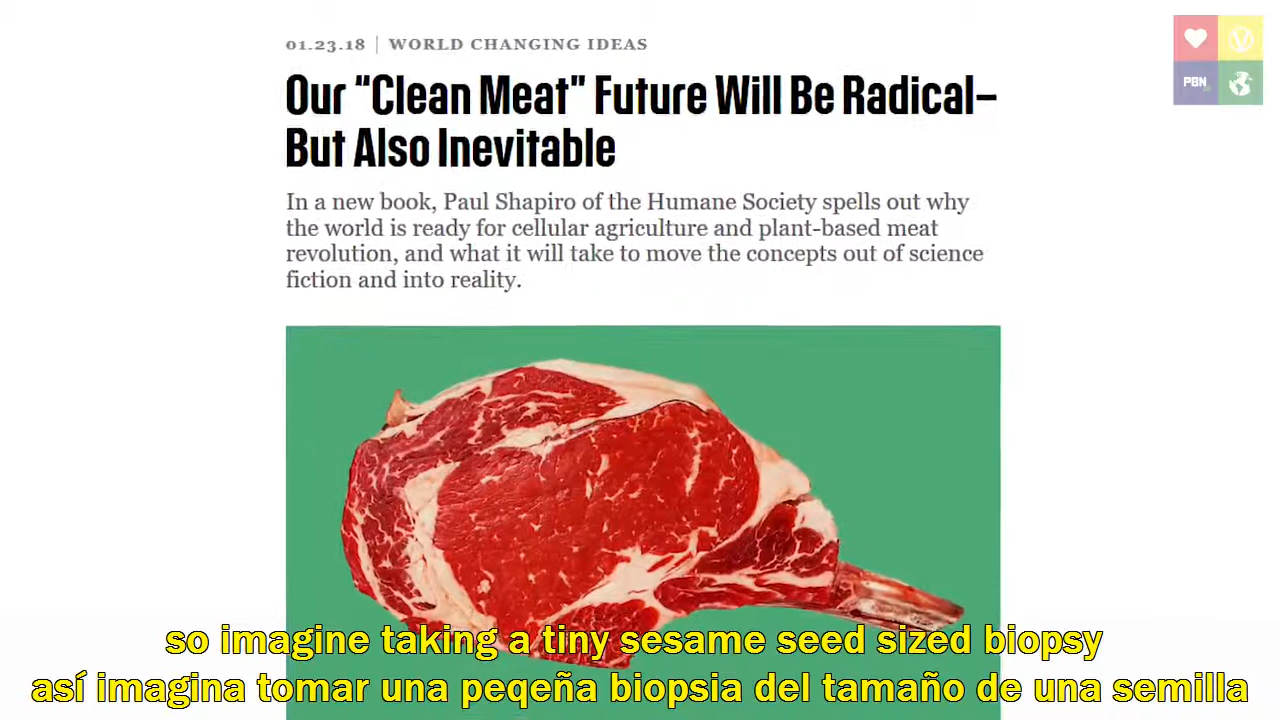 01.23.18 | WORLD CHANGING IDEAS
Our “Clean Meat” Future Will Be Radical–
But Also Inevitable
In a new book, Paul Shapiro of the Humane Society spells out why
the world is ready for cellular agriculture and plant-based meat
revolution, and what it will take to move the concepts out of science
fiction and into reality.
PBN
so imagine taking a tiny sesame seed sized biopsy
así imagina tomar una peqeña biopsia del tamaño de una semilla